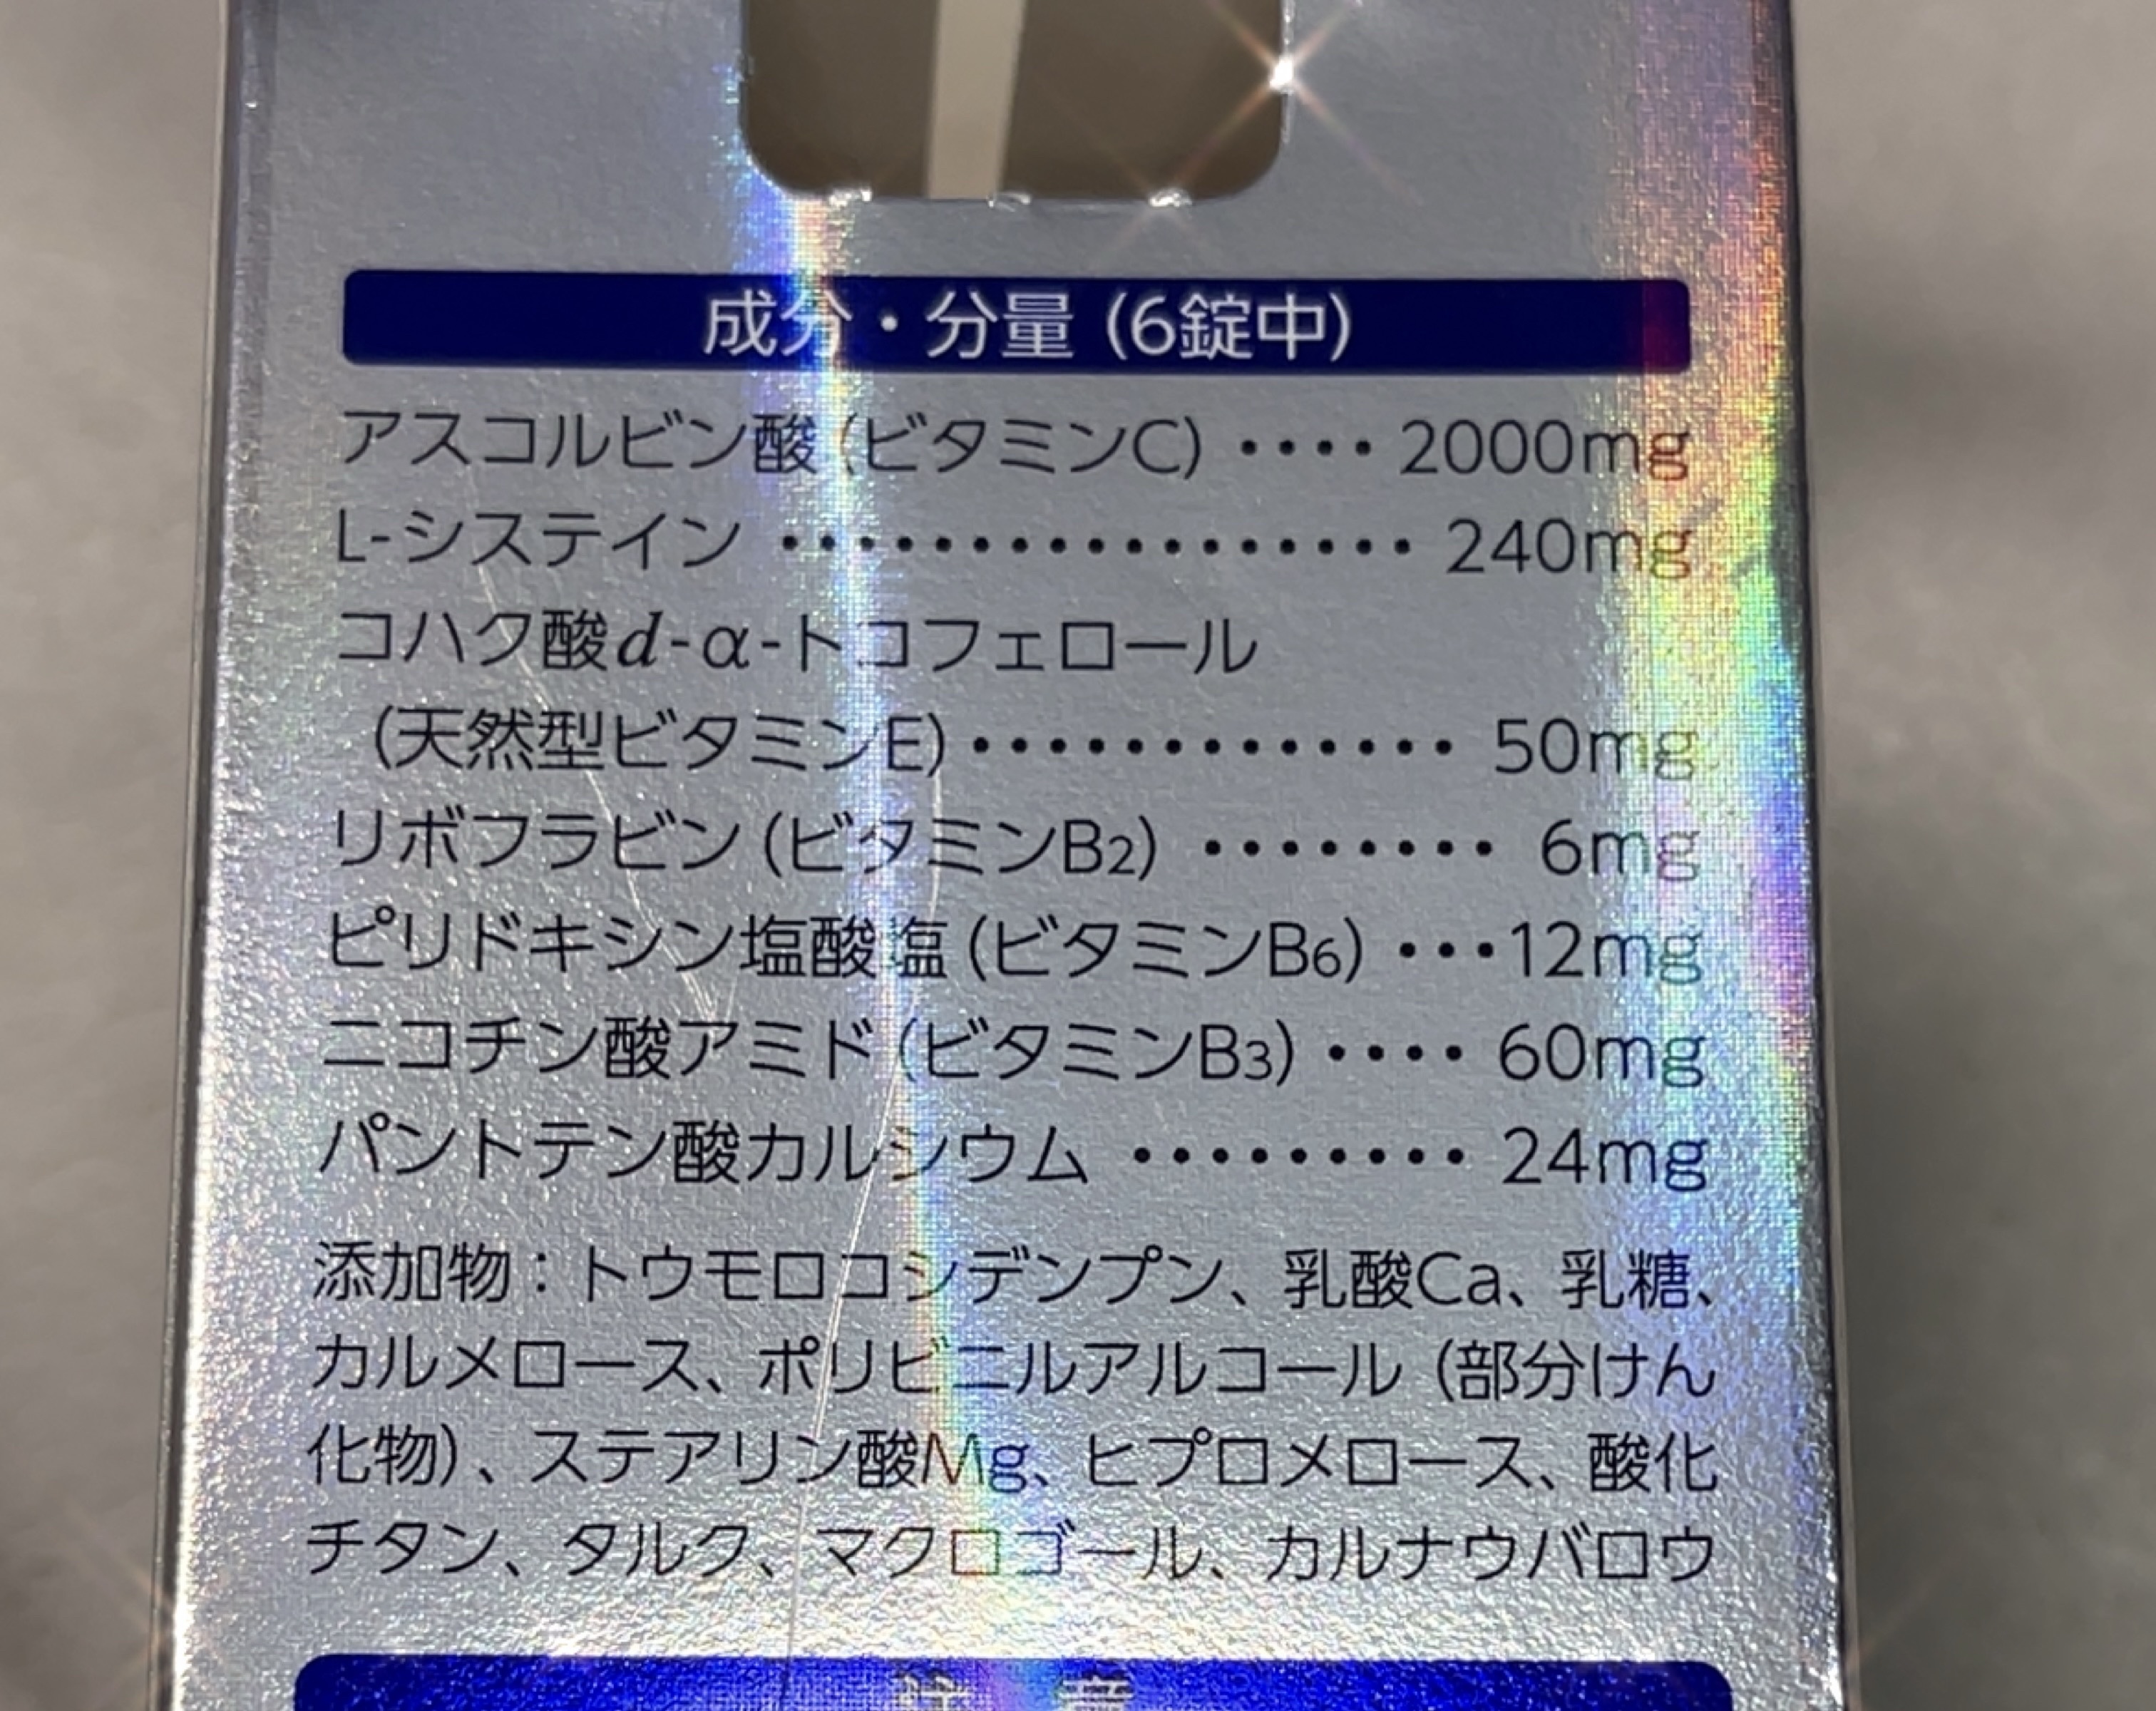 成分・分量 (6錠中)
アスコルビン酸 (ビタミンC) ‥‥ 2000mg
L-システイン ･･････････････････ 240mg
コハク酸d-α-トコフェロール
(天然型ビタミンE) ･･････････････ 50mg
リボフラビン (ビタミンB2) ････････ 6mg
ピリドキシン塩酸塩 (ビタミンB6) ･･･12mg
ニコチン酸アミド (ビタミンB3) ････ 60mg
パントテン酸カルシウム ･････････ 24mg
添加物：トウモロコシデンプン、乳酸Ca、乳糖、
カルメロース、ポリビニルアルコール (部分けん
化物)、ステアリン酸Mg、ヒプロメロース、酸化
チタン、タルク、マクロゴール、カルナウバロウ